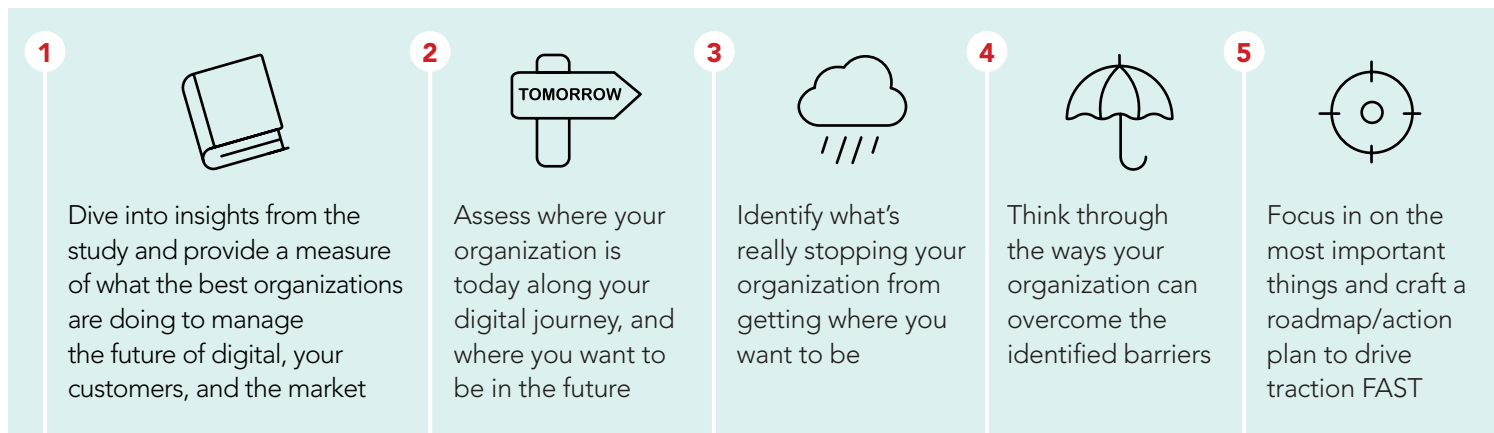 1
TOMORROW
Dive into insights from the
study and provide a measure
of what the best organizations
are doing to manage
the future of digital, your
customers, and the market
2
Assess where your
organization is
today along your
digital journey, and
where you want to
be in the future
3
Identify what’s
really stopping your
organization from
getting where you
want to be
4
Think through
the ways your
organization can
overcome the
identified barriers
5
Focus in on the
most important
things and craft a
roadmap/action
plan to drive
traction FAST